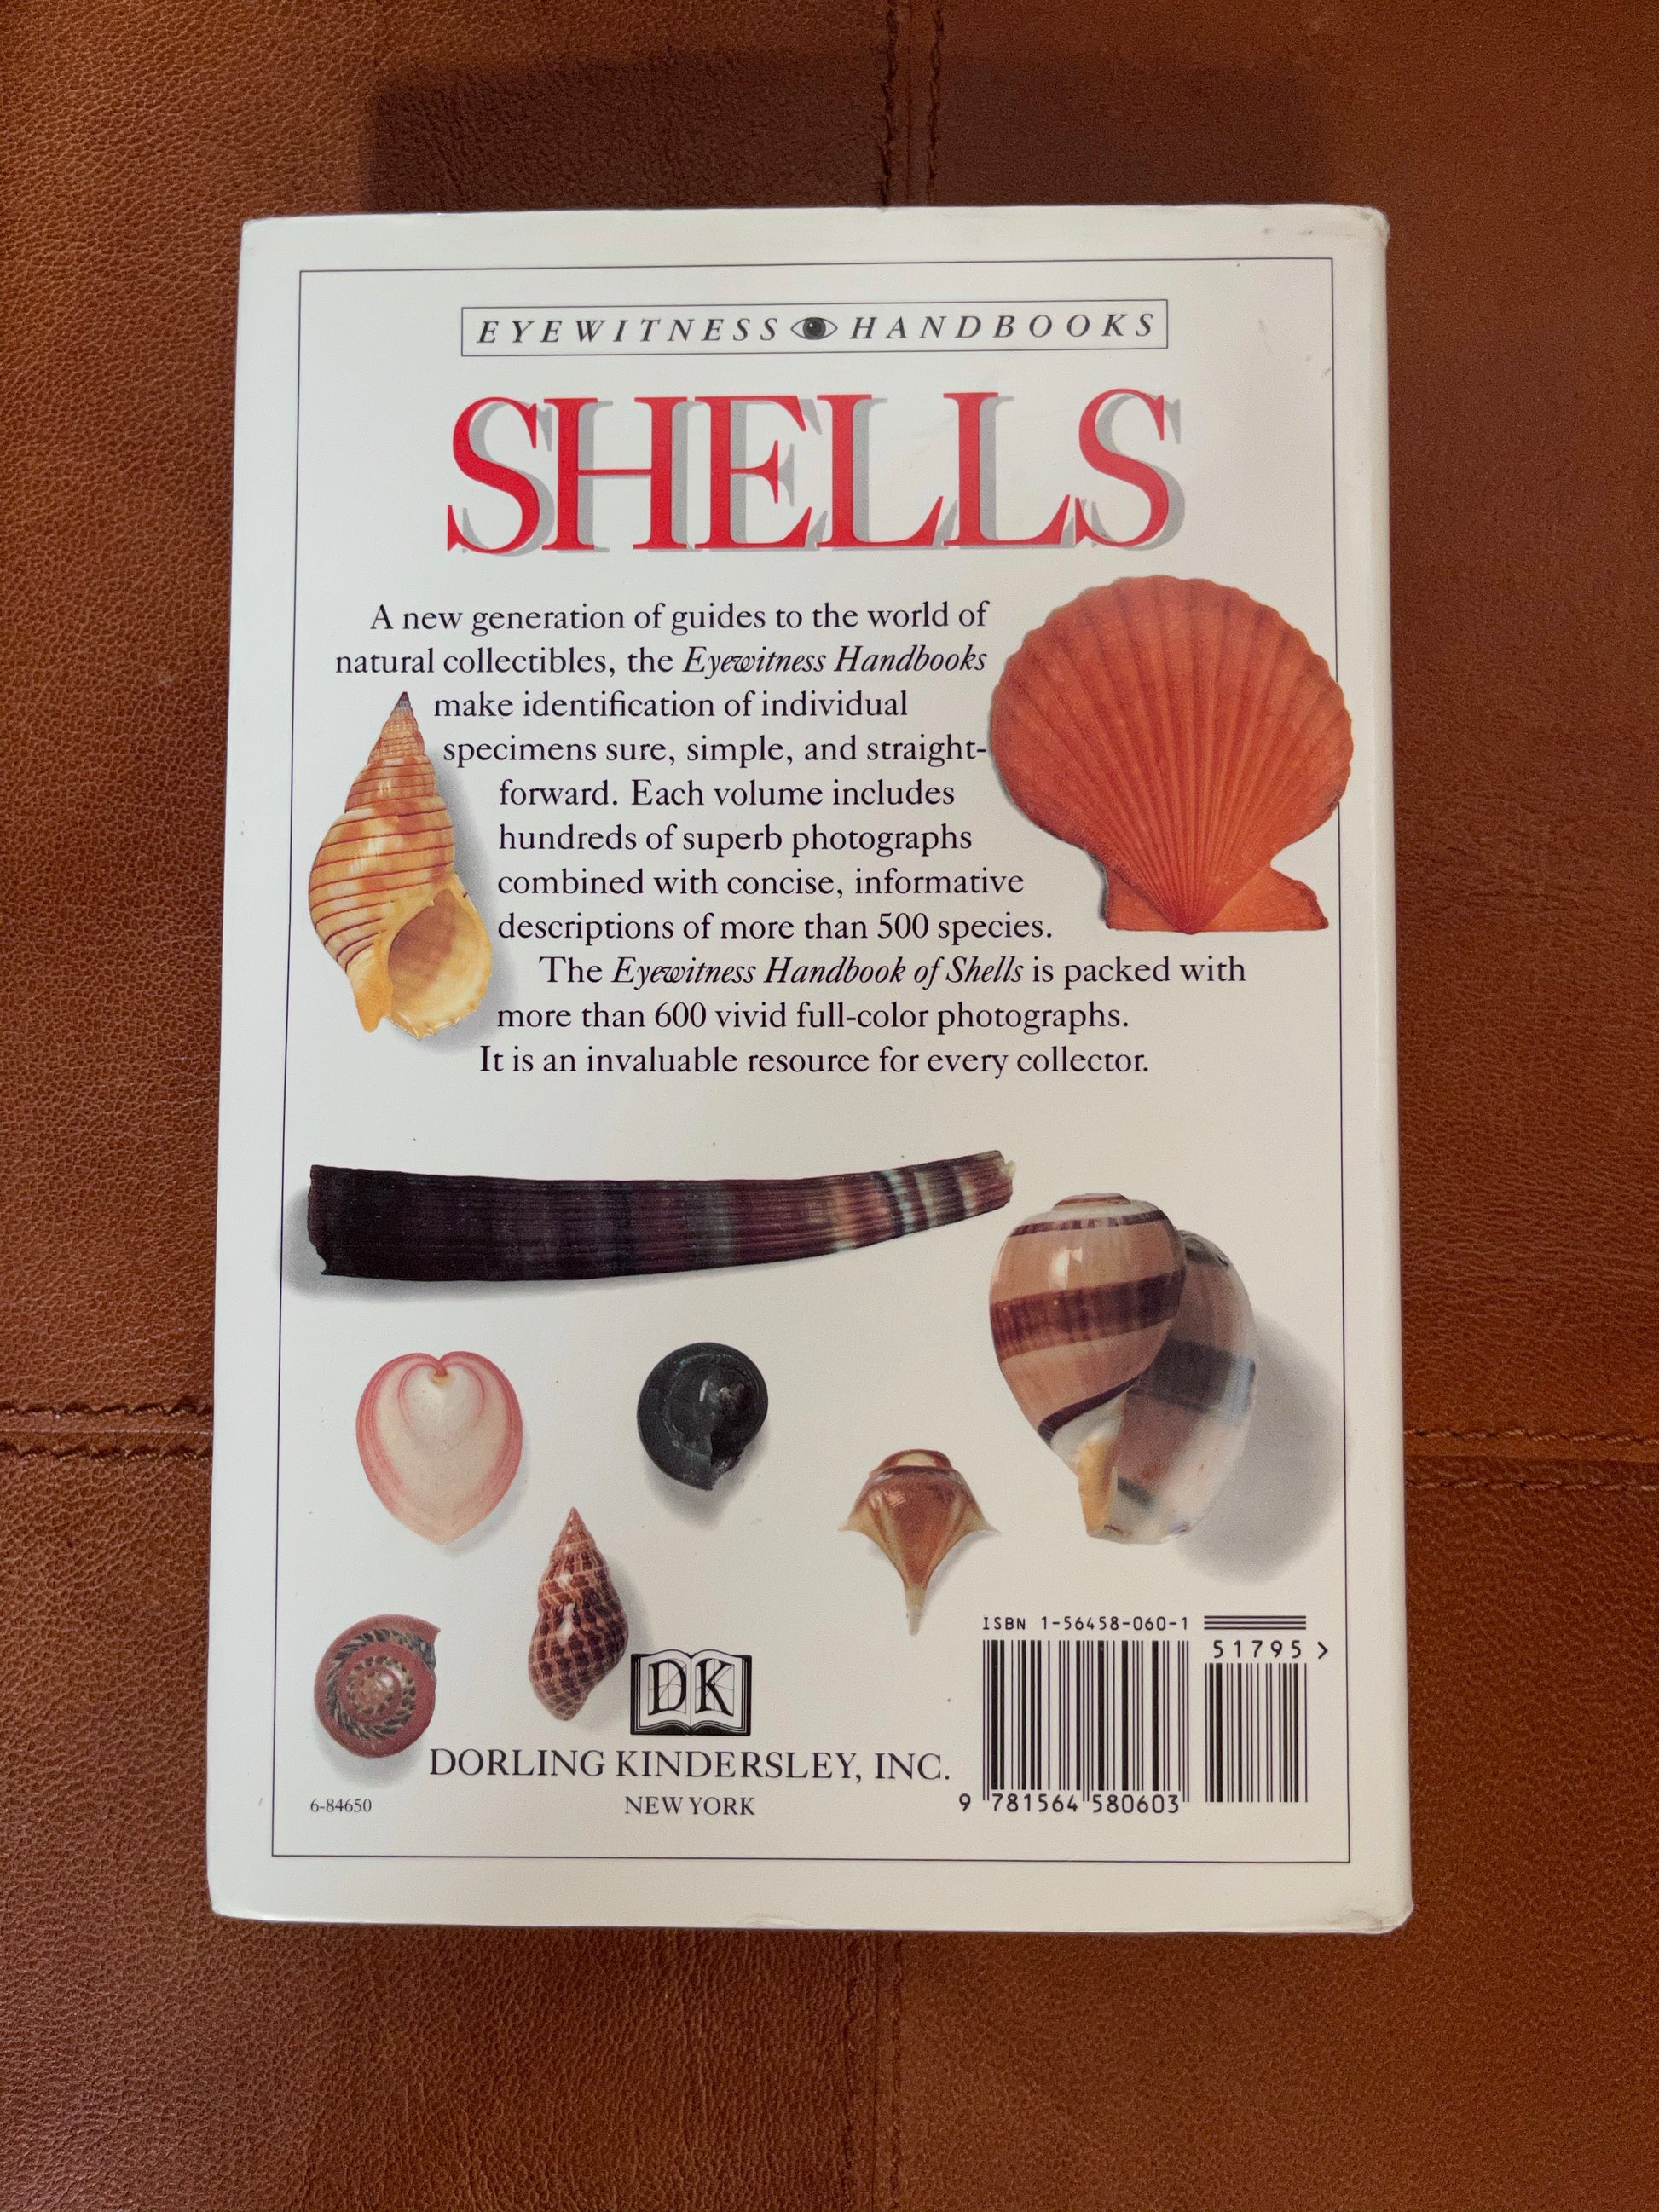 EYEWITNESS HANDBOOKS
SHELLS
A new generation of guides to the world of
natural collectibles, the Eyewitness Handbooks
make identification of individual
specimens sure, simple, and straight-
forward. Each volume includes
hundreds of superb photographs
combined with concise, informative
descriptions of more than 500 species.
The Eyewitness Handbook of Shells is packed with
more than 600 vivid full-color photographs.
It is an invaluable resource for every collector.
ISBN 1-56458-060-1
51795 >
DK
DORLING KINDERSLEY, INC.
NEW YORK
6-84650
9 781564 580603